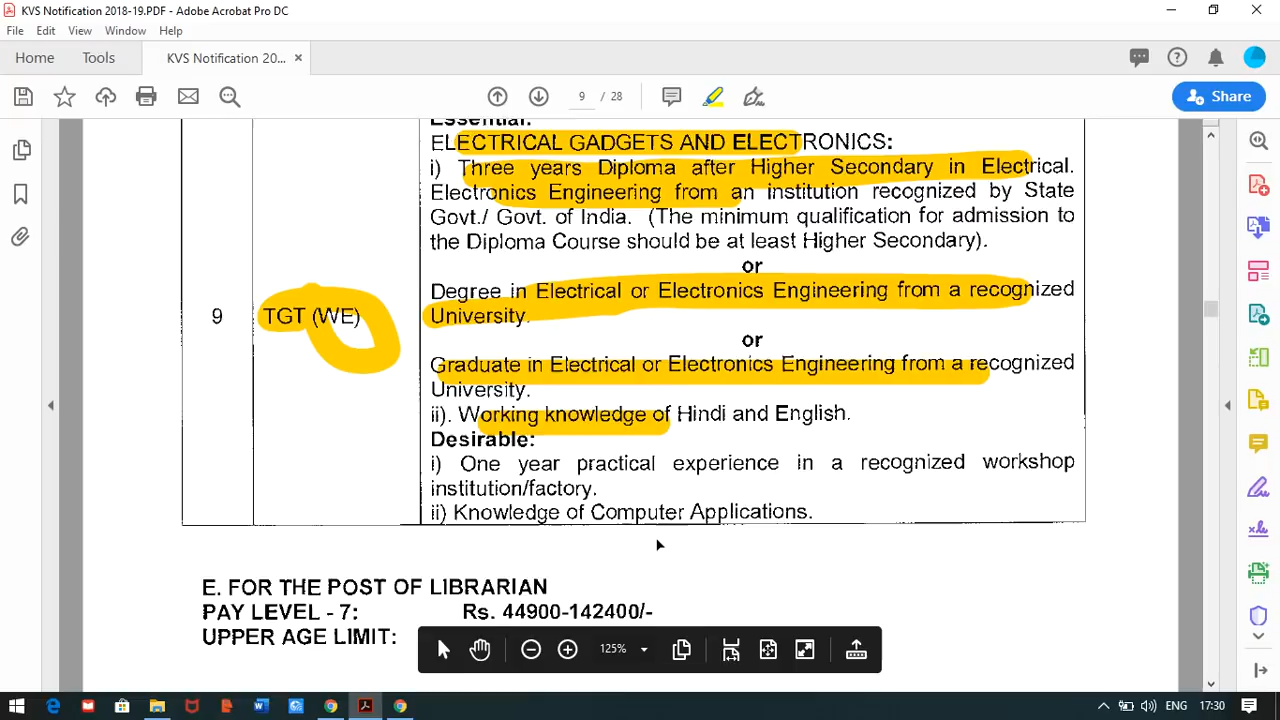 KVS Notification 2018-19.PDF - Adobe Acrobat Pro DC
File Edit View Window Help
Home Tools KVS Notification 20... ×
9 / 28
Share
Essential:
ELECTRICAL GADGETS AND ELECTRONICS:
i) Three years Diploma after Higher Secondary in Electrical.
Electronics Engineering from an institution recognized by State
Govt./ Govt. of India. (The minimum qualification for admission to
the Diploma Course should be at least Higher Secondary).
or
Degree in Electrical or Electronics Engineering from a recognized
9 TGT (WE) University.
or
Graduate in Electrical or Electronics Engineering from a recognized
University.
ii). Working knowledge of Hindi and English.
Desirable:
i) One year practical experience in a recognized workshop
institution/factory.
ii) Knowledge of Computer Applications.
E. FOR THE POST OF LIBRARIAN
PAY LEVEL - 7: Rs. 44900-142400/-
UPPER AGE LIMIT:
125%
ENG 17:30